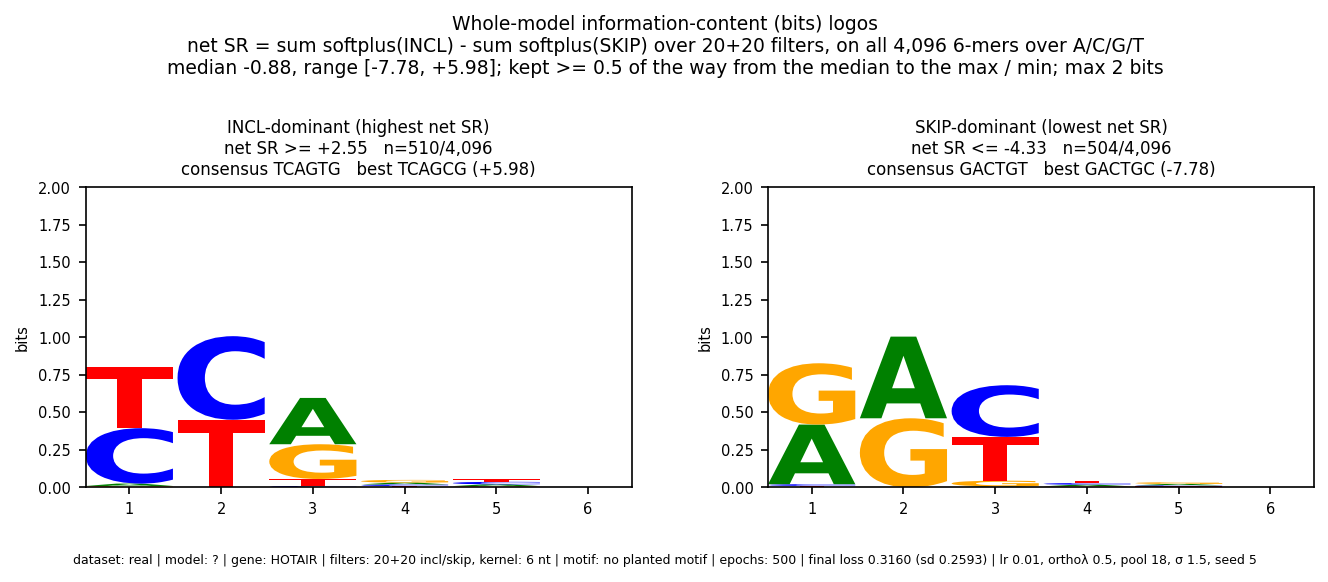 Whole-model information-content (bits) logos
net SR = sum softplus(INCL) - sum softplus(SKIP) over 20+20 filters, on all 4,096 6-mers over A/C/G/T
median -0.88, range [-7.78, +5.98]; kept >= 0.5 of the way from the median to the max / min; max 2 bits
INCL-dominant (highest net SR)
net SR >= +2.55 n=510/4,096
consensus TCAGTG best TCAGCG (+5.98)
2.00
1.75
1.50
1.25
1.00
0.75
0.50
0.25
0.00
bits
T
C
C
T
A
G
T
1 2 3 4 5 6
SKIP-dominant (lowest net SR)
net SR <= -4.33 n=504/4,096
consensus GACTGT best GACTGC (-7.78)
2.00
1.75
1.50
1.25
1.00
0.75
0.50
0.25
0.00
bits
G
A
A
G
C
T
1 2 3 4 5 6
dataset: real | model: ? | gene: HOTAIR | filters: 20+20 incl/skip, kernel: 6 nt | motif: no planted motif | epochs: 500 | final loss 0.3160 (sd 0.2593) | lr 0.01, orthoλ 0.5, pool 18, σ 1.5, seed 5